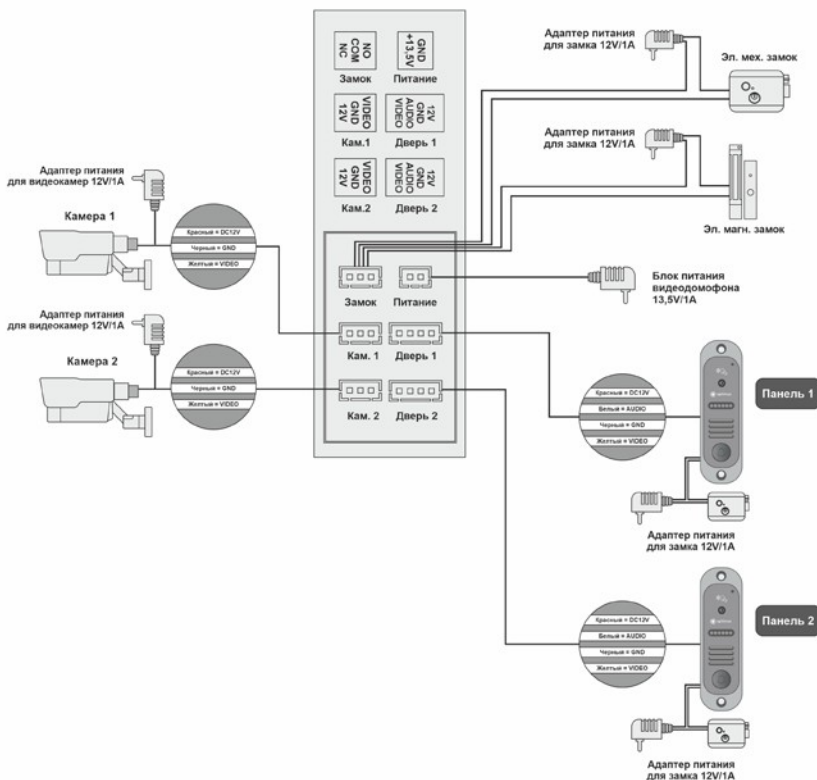 NO
COM
NC
GND
+13,5V
Замок
Питание
VIDEO
GND
12V
12V
GND
AUDIO
VIDEO
Кам.1
Дверь 1
VIDEO
GND
12V
12V
GND
AUDIO
VIDEO
Кам.2
Дверь 2
Адаптер питания
для замка 12V/1A
Эл. мех. замок
Адаптер питания
для замка 12V/1A
Эл. магн. замок
Адаптер питания
для видеокамер 12V/1A
Камера 1
Красный = DC12V
Черный = GND
Желтый = VIDEO
Замок
Питание
Блок питания
видеодомофона
13,5V/1A
Адаптер питания
для видеокамер 12V/1A
Кам. 1
Дверь 1
Камера 2
Красный = DC12V
Черный = GND
Желтый = VIDEO
Кам. 2
Дверь 2
Красный = DC12V
Белый = AUDIO
Черный = GND
Желтый = VIDEO
Панель 1
Адаптер питания
для замка 12V/1A
Красный = DC12V
Белый = AUDIO
Черный = GND
Желтый = VIDEO
Панель 2
Адаптер питания
для замка 12V/1A